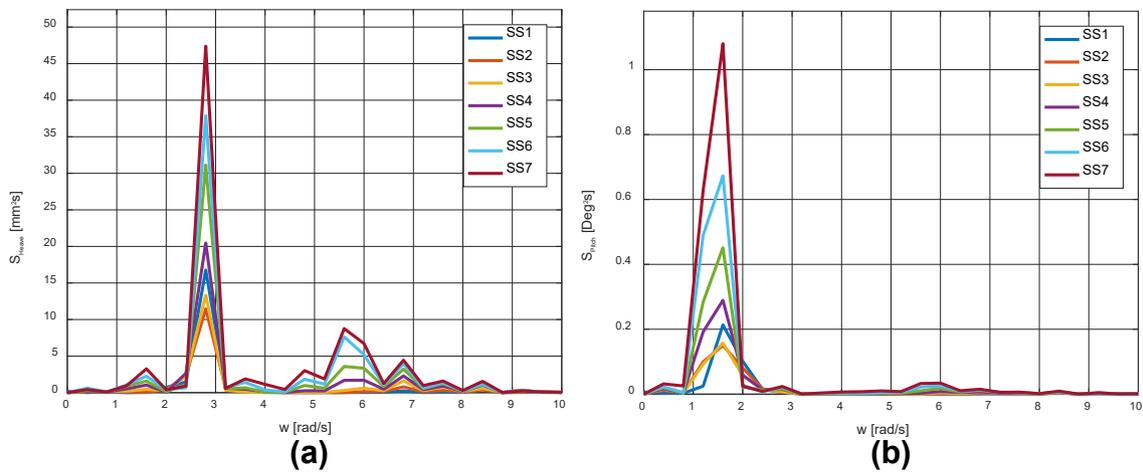 50
45
40
35
30
25
20
15
10
5
0
S Heave [mm²s]
0 1 2 3 4 5 6 7 8 9 10
w [rad/s]
SS1
SS2
SS3
SS4
SS5
SS6
SS7
(a)
1
0.8
0.6
0.4
0.2
0
S Pitch [Deg²s]
0 1 2 3 4 5 6 7 8 9 10
w [rad/s]
SS1
SS2
SS3
SS4
SS5
SS6
SS7
(b)